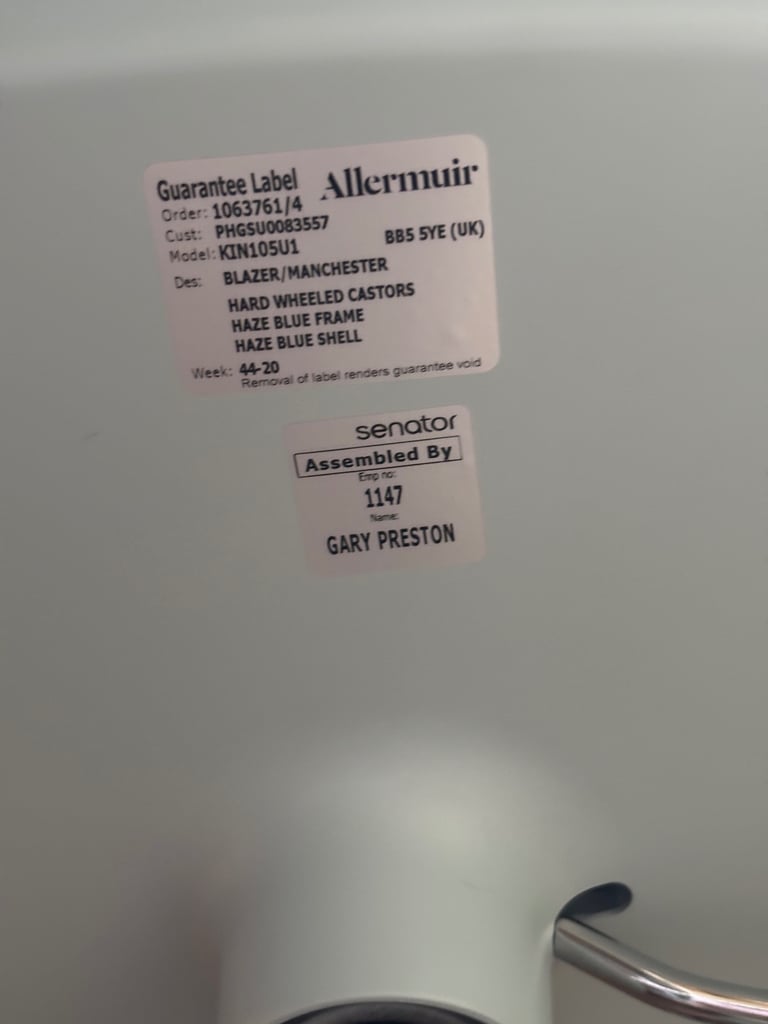 Guarantee Label Allermuir
Order: 1063761/4
Cust: PHGSU0083557
BB5 5YE (UK)
Model: KIN105U1
Des: BLAZER/MANCHESTER
HARD WHEELED CASTORS
HAZE BLUE FRAME
HAZE BLUE SHELL
Week: 44-20
Removal of label renders guarantee void
senator
Assembled By
Emp no:
1147
Name:
GARY PRESTON